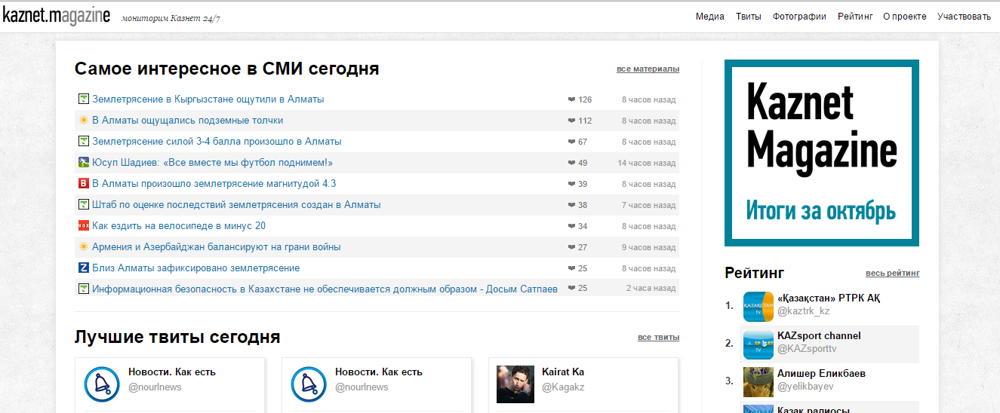 kaznet.magazine мониторим Казнет 24/7
Медиа Твиты Фотографии Рейтинг О проекте Участвовать
Самое интересное в СМИ сегодня все материалы
Землетрясение в Кыргызстане ощутили в Алматы 126 8 часов назад
В Алматы ощущались подземные толчки 112 8 часов назад
Землетрясение силой 3-4 балла произошло в Алматы 67 8 часов назад
Юсуп Шадиев: «Все вместе мы футбол поднимем!» 49 14 часов назад
B В Алматы произошло землетрясение магнитудой 4.3 39 8 часов назад
Штаб по оценке последствий землетрясения создан в Алматы 38 7 часов назад
VOX Как ездить на велосипеде в минус 20 34 8 часов назад
Армения и Азербайджан балансируют на грани войны 27 9 часов назад
Z Близ Алматы зафиксировано землетрясение 25 8 часов назад
Информационная безопасность в Казахстане не обеспечивается должным образом - Досым Сатпаев 25 2 часа назад
Лучшие твиты сегодня все твиты
Новости. Как есть
@nourlnews
Новости. Как есть
@nourlnews
Kairat Ka
@Kagakz
Kaznet
Magazine
Итоги за октябрь
Рейтинг весь рейтинг
1. ҚАЗАҚСТАН TV «Қазақстан» РТРК АҚ
@kaztrk_kz
2. KAZsport channel
@KAZsporttv
3. Алишер Еликбаев
@yelikbayev
Қазақ радиосы